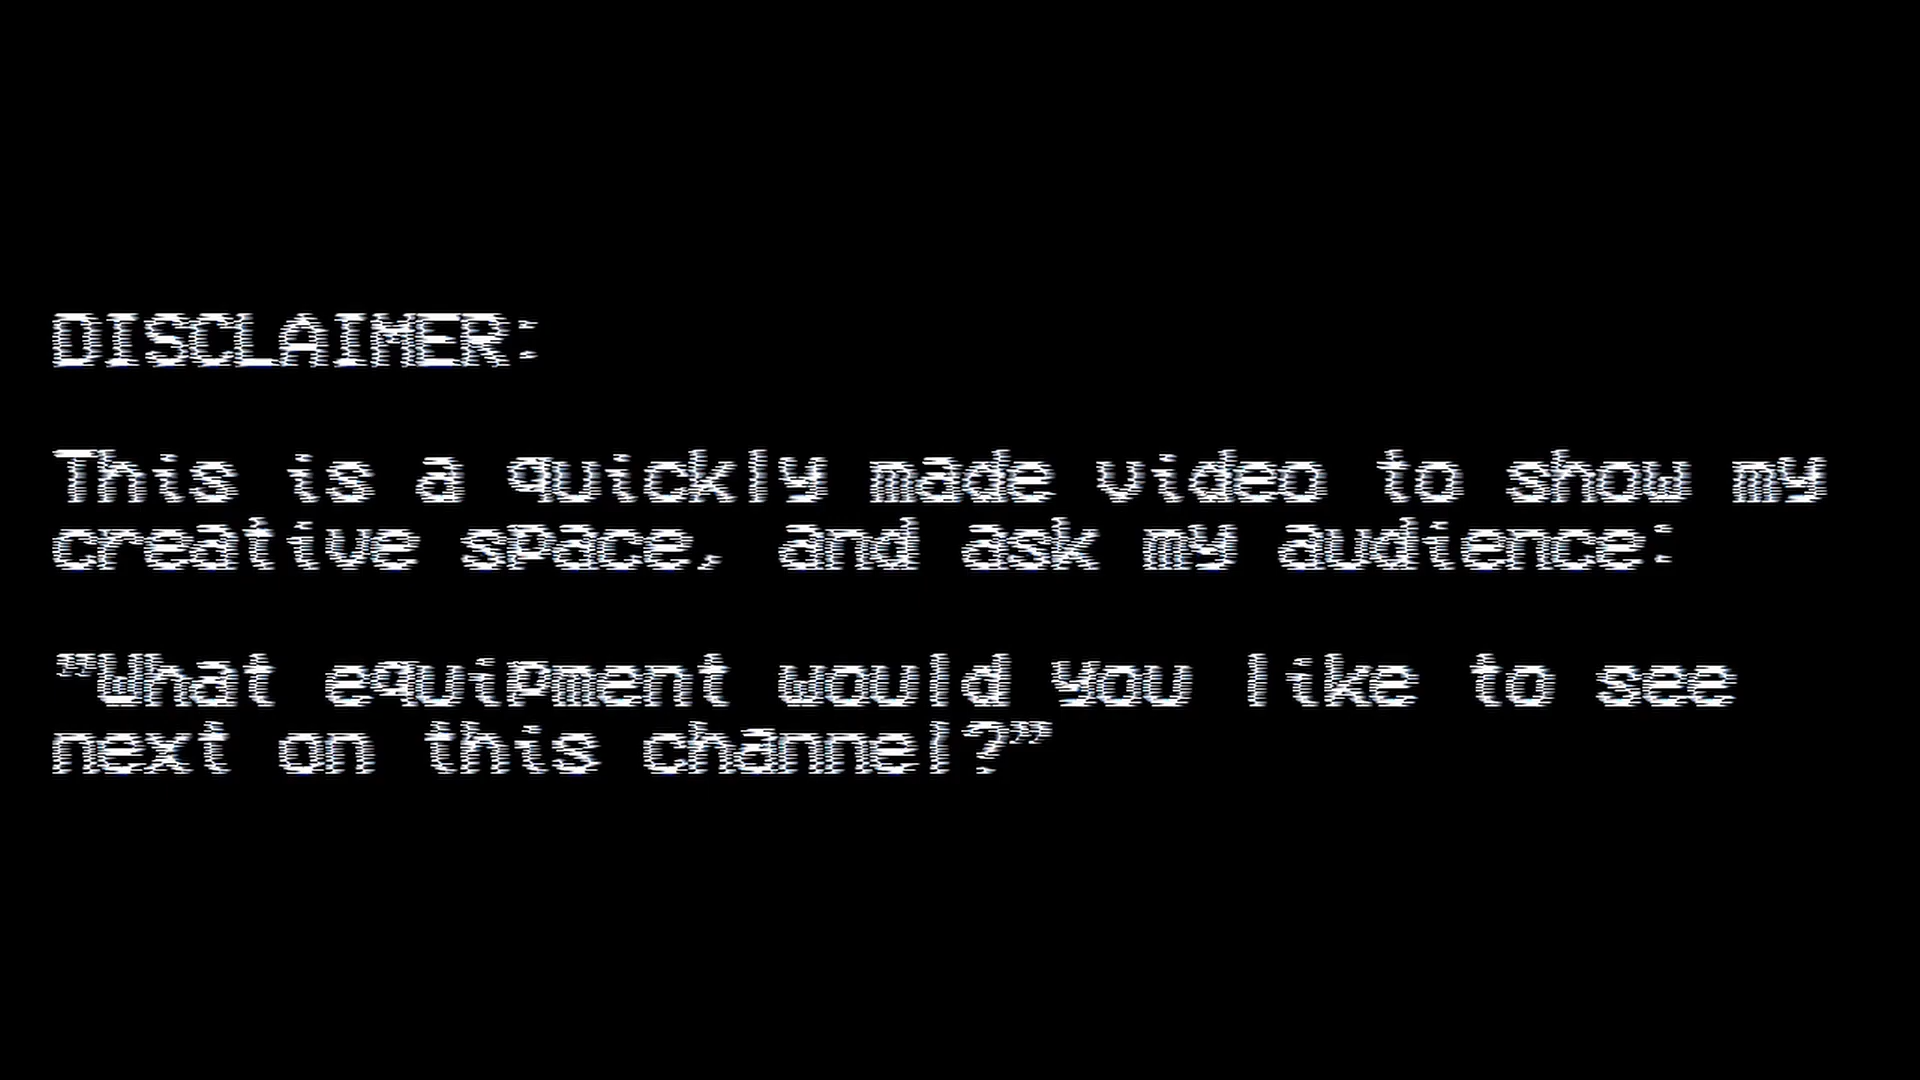 DISCLAIMER:
This is a quickly made video to show my
creative space, and ask my audience:
”What equipment would you like to see
next on this channel?”